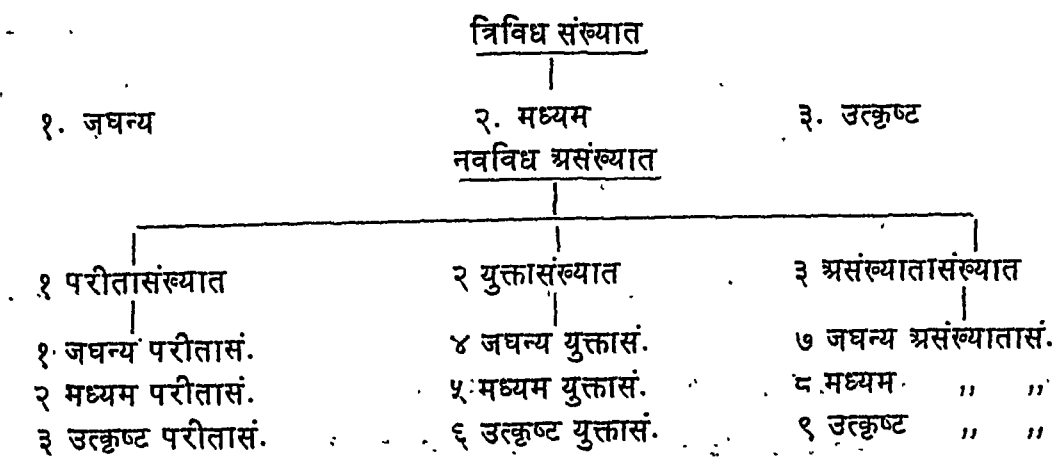 त्रिविध संख्यात
१. जघन्य २. मध्यम ३. उत्कृष्ट
नवविध असंख्यात
१ परीतासंख्यात २ युक्तासंख्यात ३ असंख्यातासंख्यात
१ जघन्य परीतासं. ४ जघन्य युक्तासं. ७ जघन्य असंख्यातासं.
२ मध्यम परीतासं. ५ मध्यम युक्तासं. ८ मध्यम ,, ,,
३ उत्कृष्ट परीतासं. ६ उत्कृष्ट युक्तासं. ९ उत्कृष्ट ,, ,,